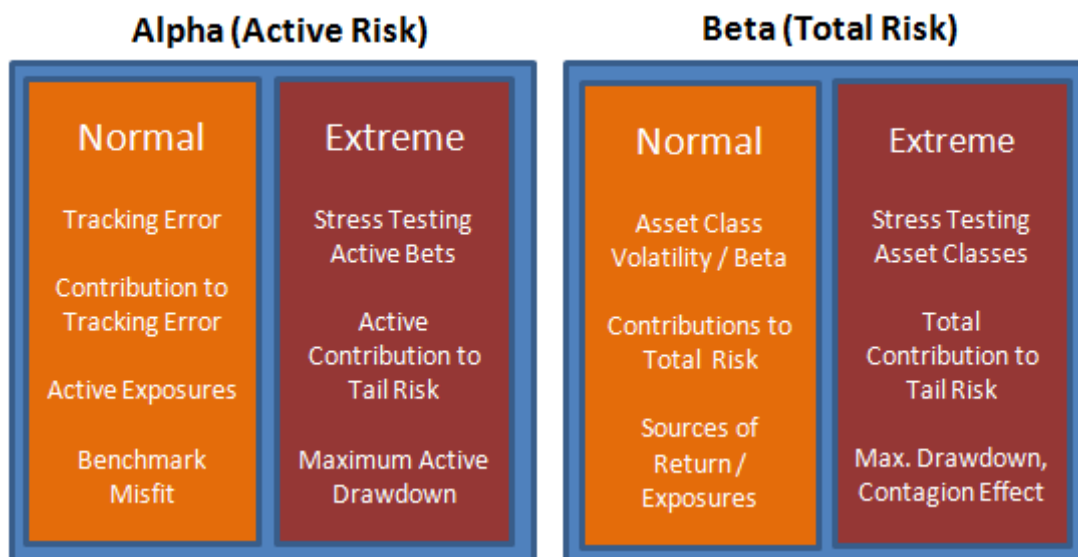 Alpha (Active Risk)
Normal
Tracking Error
Contribution to
Tracking Error
Active Exposures
Benchmark
Misfit
Extreme
Stress Testing
Active Bets
Active
Contribution to
Tail Risk
Maximum Active
Drawdown
Beta (Total Risk)
Normal
Asset Class
Volatility / Beta
Contributions to
Total Risk
Sources of
Return /
Exposures
Extreme
Stress Testing
Asset Classes
Total
Contribution to
Tail Risk
Max. Drawdown,
Contagion Effect